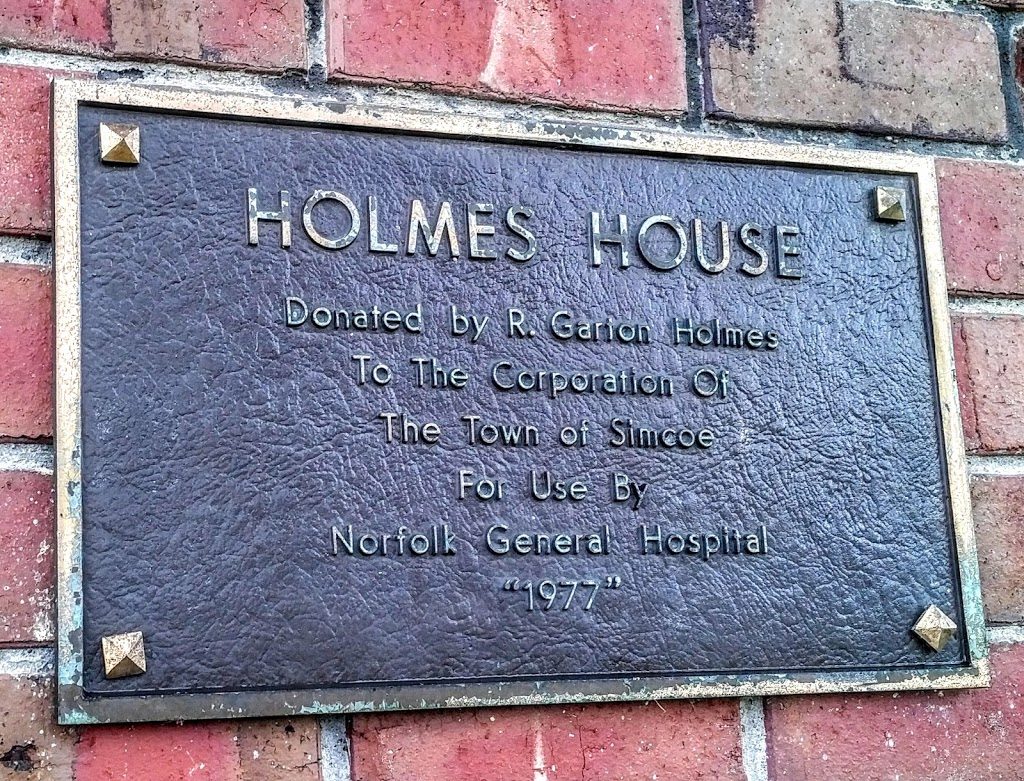 HOLMES HOUSE
Donated by R. Garton Holmes
To The Corporation Of
The Town of Simcoe
For Use By
Norfolk General Hospital
“1977”